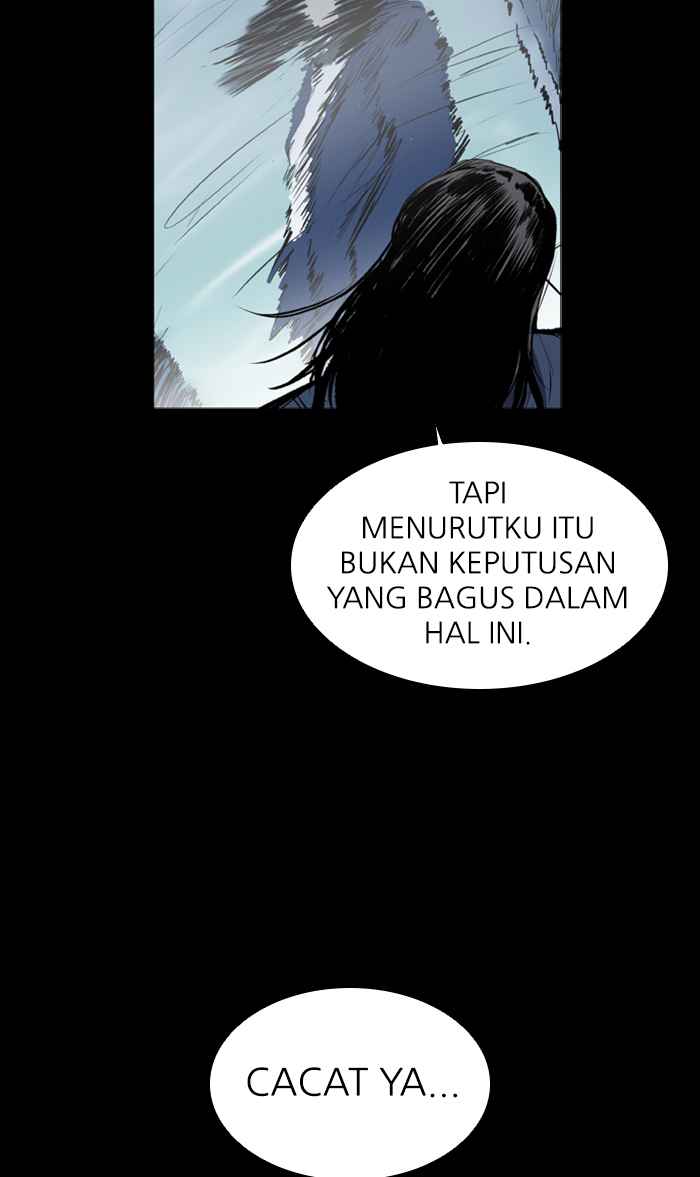 TAPI
MENURUTKU ITU
BUKAN KEPUTUSAN
YANG BAGUS DALAM
HAL INI.
CACAT YA...